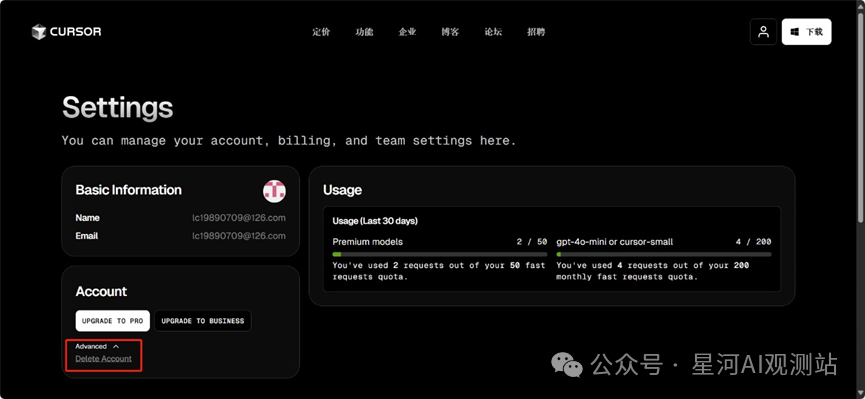 CURSOR
定价 功能 企业 博客 论坛 招聘
下载
Settings
You can manage your account, billing, and team settings here.
Basic Information
Name lc19890709@126.com
Email lc19890709@126.com
Account
UPGRADE TO PRO UPGRADE TO BUSINESS
Advanced
Delete Account
Usage
Usage (Last 30 days)
Premium models 2 / 50
You've used 2 requests out of your 50 fast
requests quota.
gpt-4o-mini or cursor-small 4 / 200
You've used 4 requests out of your 200
monthly fast requests quota.
公众号 · 星河AI观测站